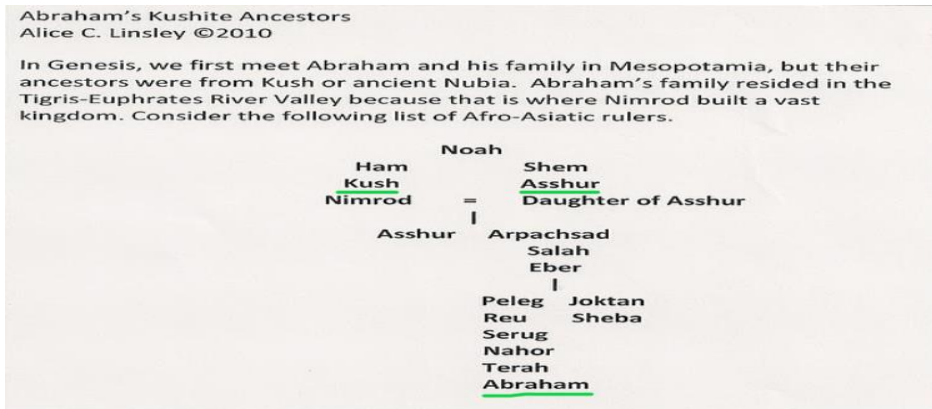 Abraham's Kushite Ancestors
Alice C. Linsley ©2010
In Genesis, we first meet Abraham and his family in Mesopotamia, but their
ancestors were from Kush or ancient Nubia. Abraham's family resided in the
Tigris-Euphrates River Valley because that is where Nimrod built a vast
kingdom. Consider the following list of Afro-Asiatic rulers.
Noah
Ham Shem
Kush Asshur
Nimrod = Daughter of Asshur
|
Asshur Arpachsad
Salah
Eber
|
Peleg Joktan
Reu Sheba
Serug
Nahor
Terah
Abraham